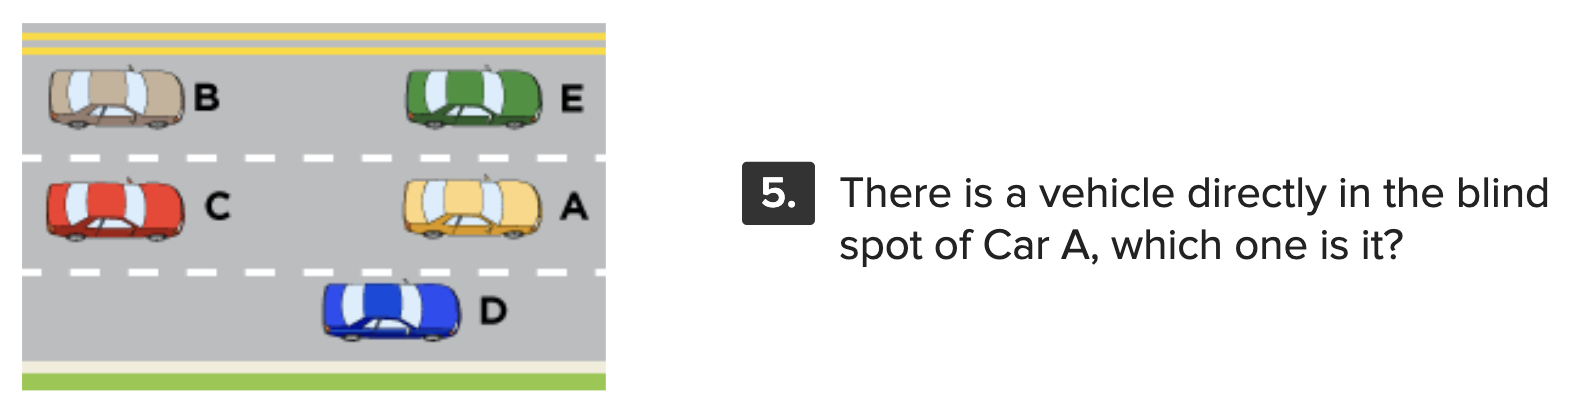 B
E
C
A
D
5.
There is a vehicle directly in the blind
spot of Car A, which one is it?